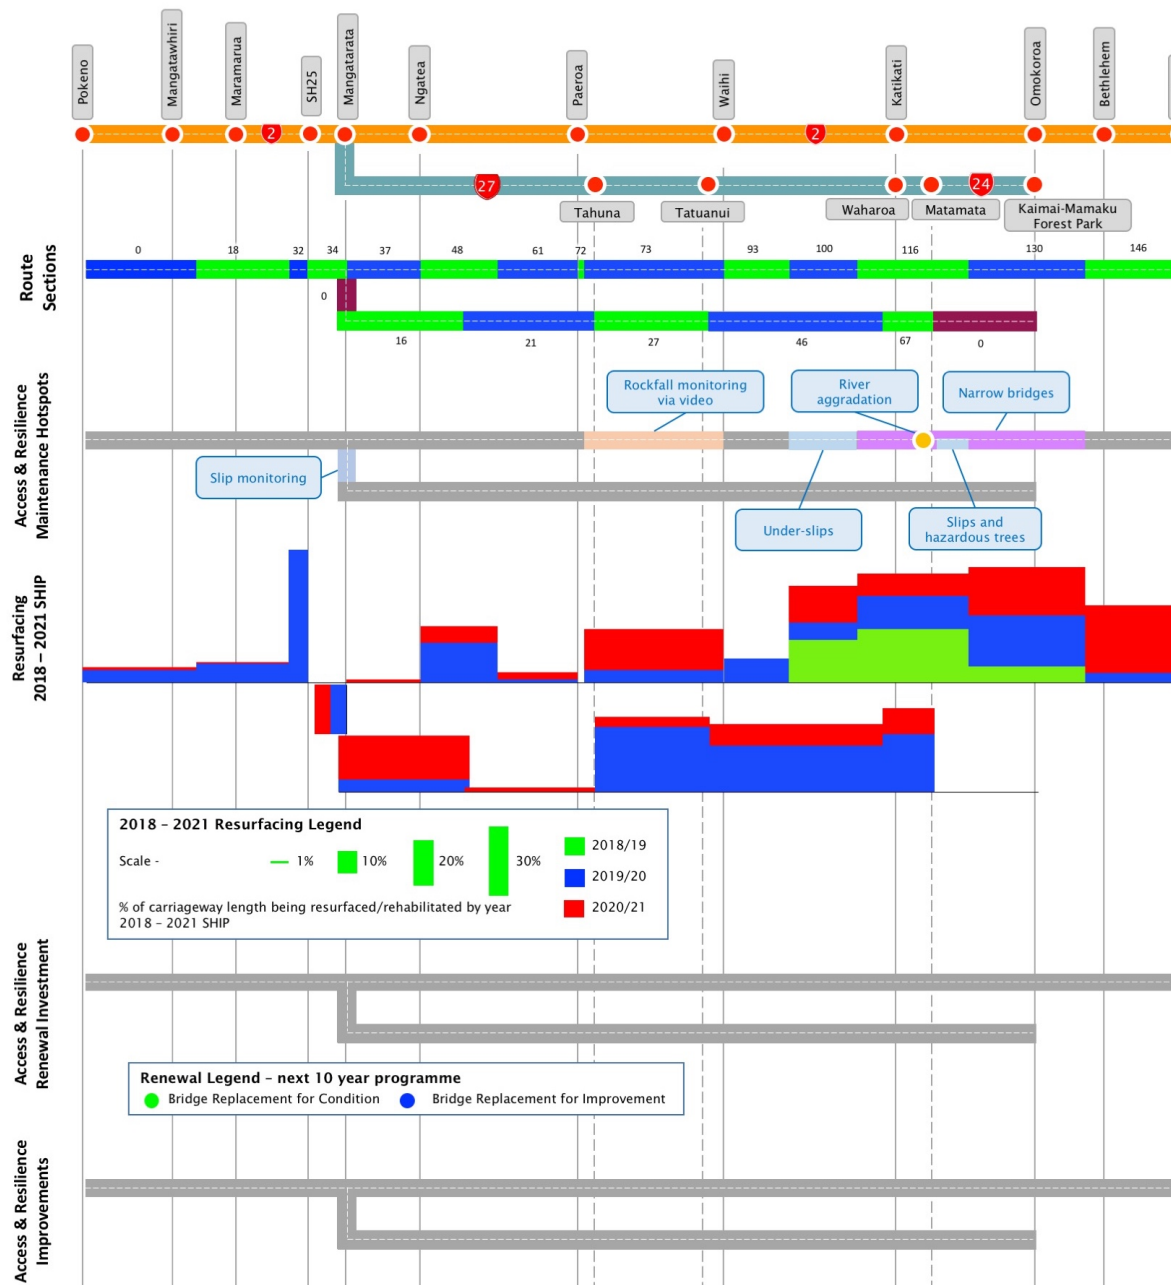 Pokeno
Mangatawhiri
Maramarua
SH25
Mangatarata
Ngatea
Paeroa
Waihi
Katikati
Omokoroa
Bethlehem
2
2
27
24
Tahuna
Tatuanui
Waharoa
Matamata
Kaimai-Mamaku
Forest Park
Route
Sections
0
18
32
34
37
48
61
72
73
93
100
116
130
146
0
16
21
27
46
67
0
Access & Resilience
Maintenance Hotspots
Rockfall monitoring
via video
River
aggradation
Narrow bridges
Slip monitoring
Under-slips
Slips and
hazardous trees
Resurfacing
2018 – 2021 SHIP
2018 – 2021 Resurfacing Legend
Scale -
1%
10%
20%
30%
2018/19
2019/20
2020/21
% of carriageway length being resurfaced/rehabilitated by year
2018 – 2021 SHIP
Access & Resilience
Renewal Investment
Renewal Legend – next 10 year programme
Bridge Replacement for Condition
Bridge Replacement for Improvement
Access & Resilience
Improvements